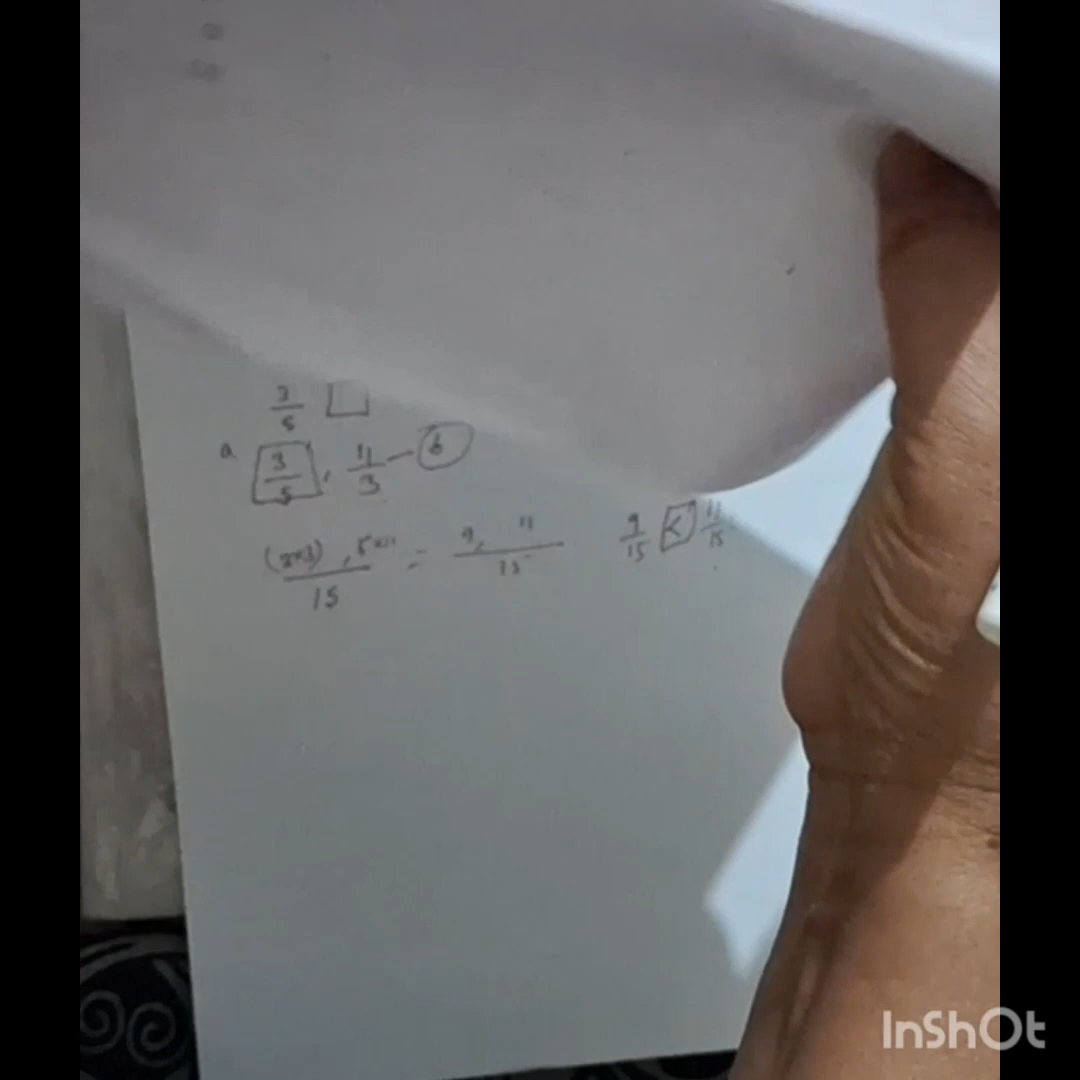 3/5 □
a 3/5, 11/3 — b
(3×3), 5×11 / 15 = 9, 11 / 15
9/15 < 11/15
InShOt